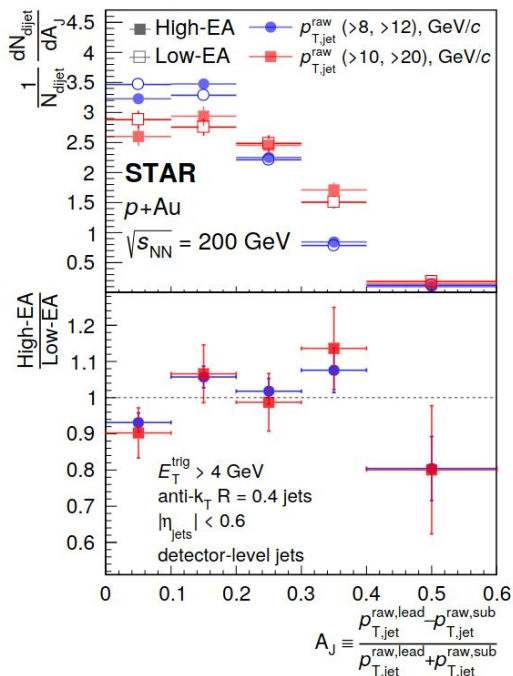 1/N_dijet dN_dijet/dA_J
High-EA p_T,jet^raw (>8, >12), GeV/c
Low-EA p_T,jet^raw (>10, >20), GeV/c
4.5
4
3.5
3
2.5
2
1.5
1
0.5
STAR
p+Au
√s_NN = 200 GeV
High-EA/Low-EA
1.2
1.1
1
0.9
0.8
0.7
0.6
E_T^trig > 4 GeV
anti-k_T R = 0.4 jets
|η_jets| < 0.6
detector-level jets
0 0.1 0.2 0.3 0.4 0.5 0.6
A_J ≡ p_T,jet^raw,lead − p_T,jet^raw,sub / p_T,jet^raw,lead + p_T,jet^raw,sub